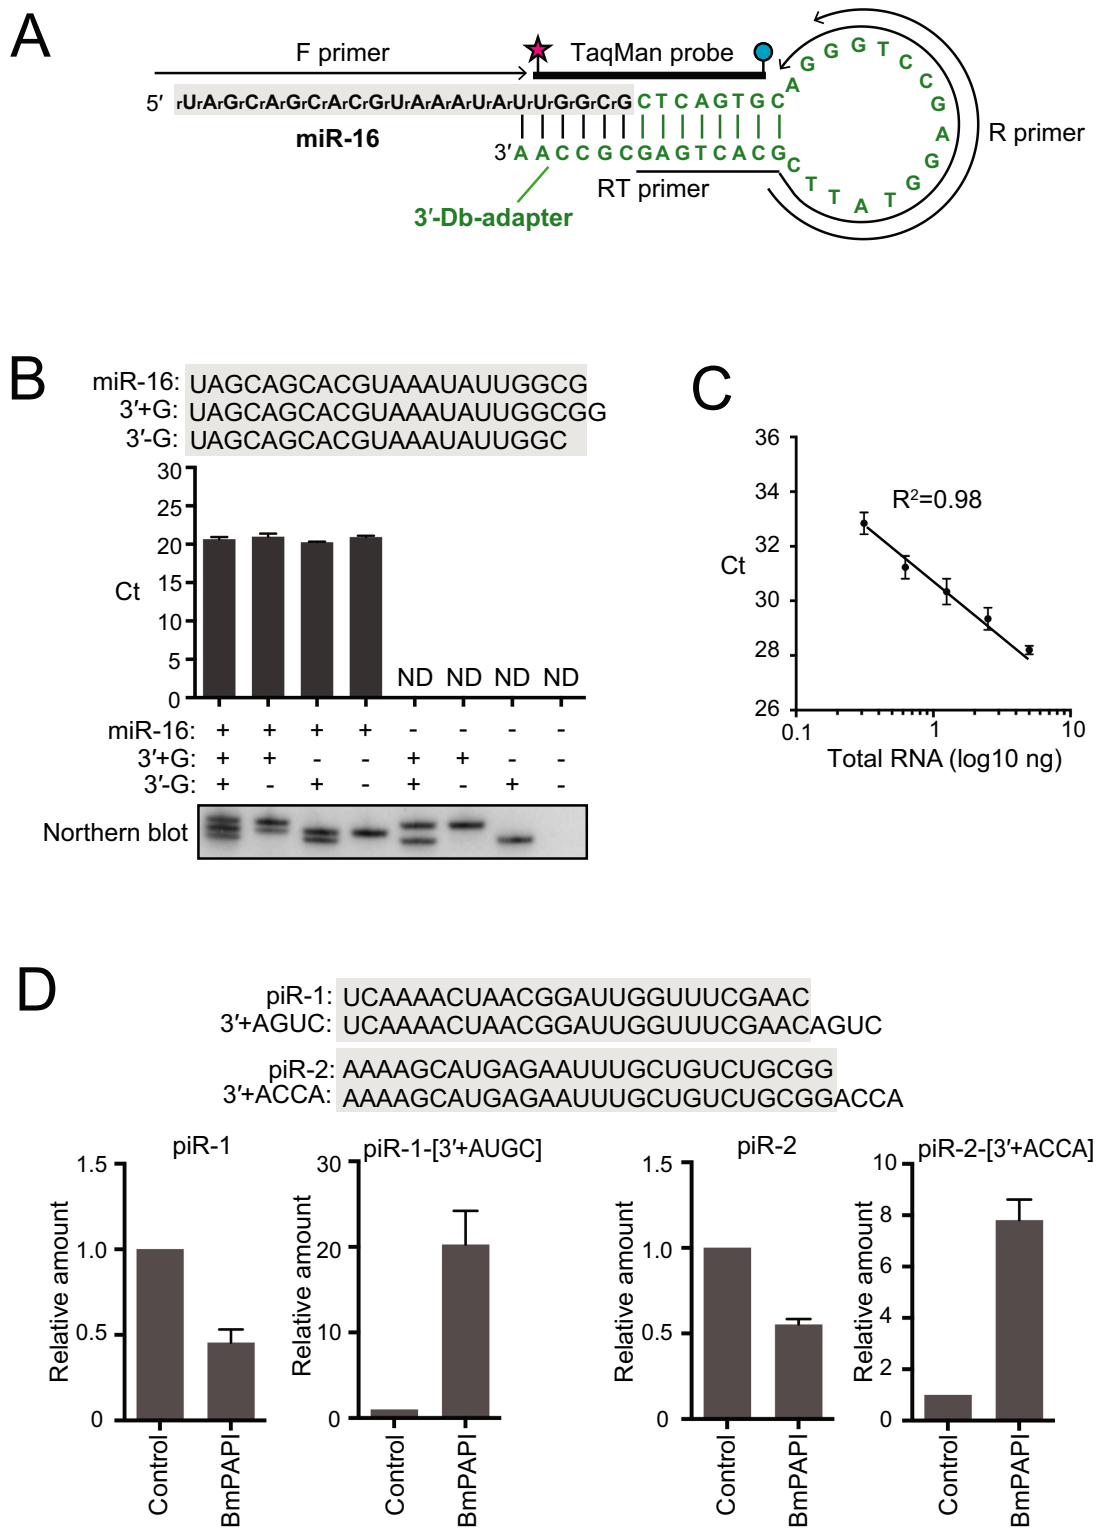 A
F primer
TaqMan probe
5′ rUrArGrCrArGrCrArCrGrUrArArArUrArUrUrGrGrCrG CTCAGTGC
miR-16
3′ AACCGCGAGTCACG
AGGGTCCGAGGTATTC
R primer
RT primer
3′-Db-adapter
B
miR-16: UAGCAGCACGUAAAUAUUGGCG
3′+G: UAGCAGCACGUAAAUAUUGGCGG
3′-G: UAGCAGCACGUAAAUAUUGGC
30
25
20
15
10
5
0
Ct
ND ND ND ND
miR-16: + + + + - - - -
3′+G: + + - - + + - -
3′-G: + - + - + - + -
Northern blot
C
36
34
32
30
28
26
Ct
R²=0.98
0.1 1 10
Total RNA (log10 ng)
D
piR-1: UCAAAACUAACGGAUUGGUUUCGAAC
3′+AGUC: UCAAAACUAACGGAUUGGUUUCGAACAGUC
piR-2: AAAAGCAUGAGAAUUUGCUGUCUGCGG
3′+ACCA: AAAAGCAUGAGAAUUUGCUGUCUGCGGACCA
piR-1
Relative amount
1.5
1.0
0.5
0
Control
BmPAPI
piR-1-[3′+AUGC]
Relative amount
30
20
10
0
Control
BmPAPI
piR-2
Relative amount
1.5
1.0
0.5
0
Control
BmPAPI
piR-2-[3′+ACCA]
Relative amount
10
8
6
4
2
0
Control
BmPAPI